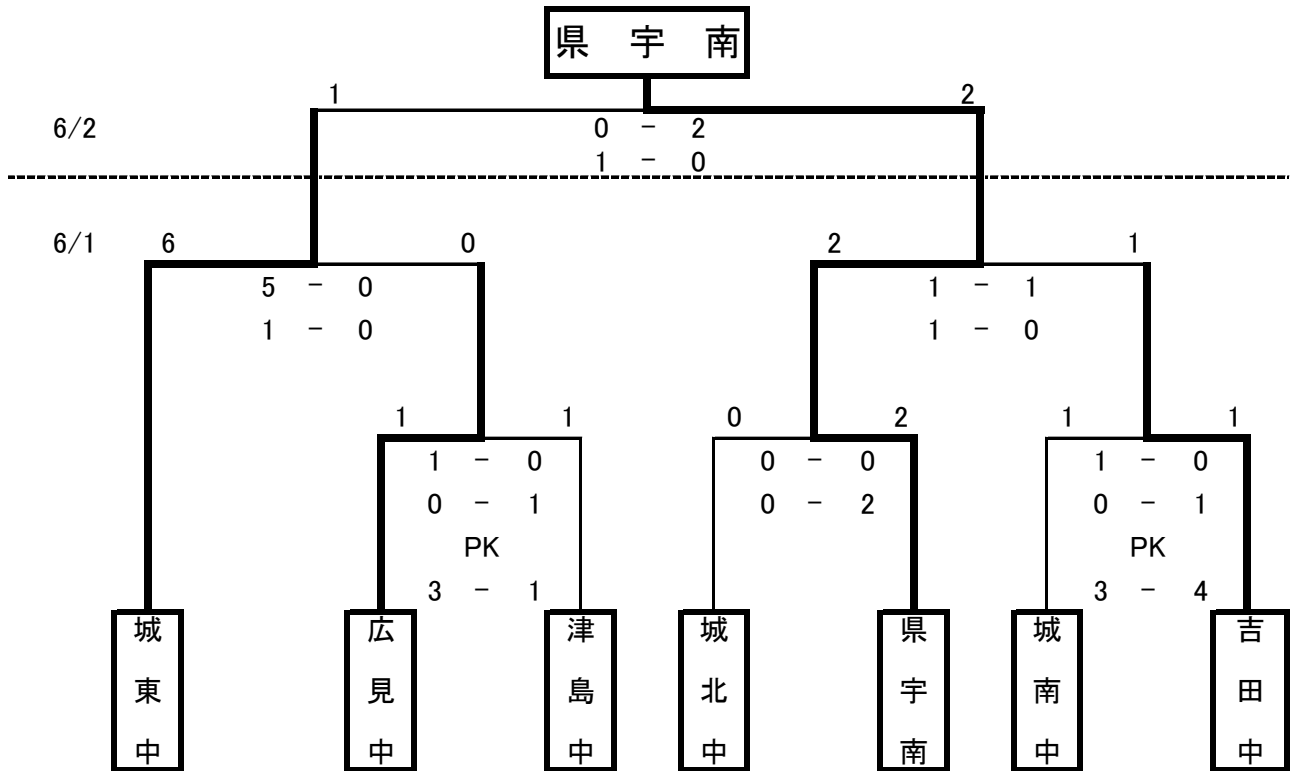 県 宇 南
1 2
6/2 0 - 2
1 - 0
6/1 6 0 2 1
5 - 0 1 - 1
1 - 0 1 - 0
1 1 0 2 1 1
1 - 0 0 - 0 1 - 0
0 - 1 0 - 2 0 - 1
PK PK
3 - 1 3 - 4
城東中 広見中 津島中 城北中 県宇南 城南中 吉田中